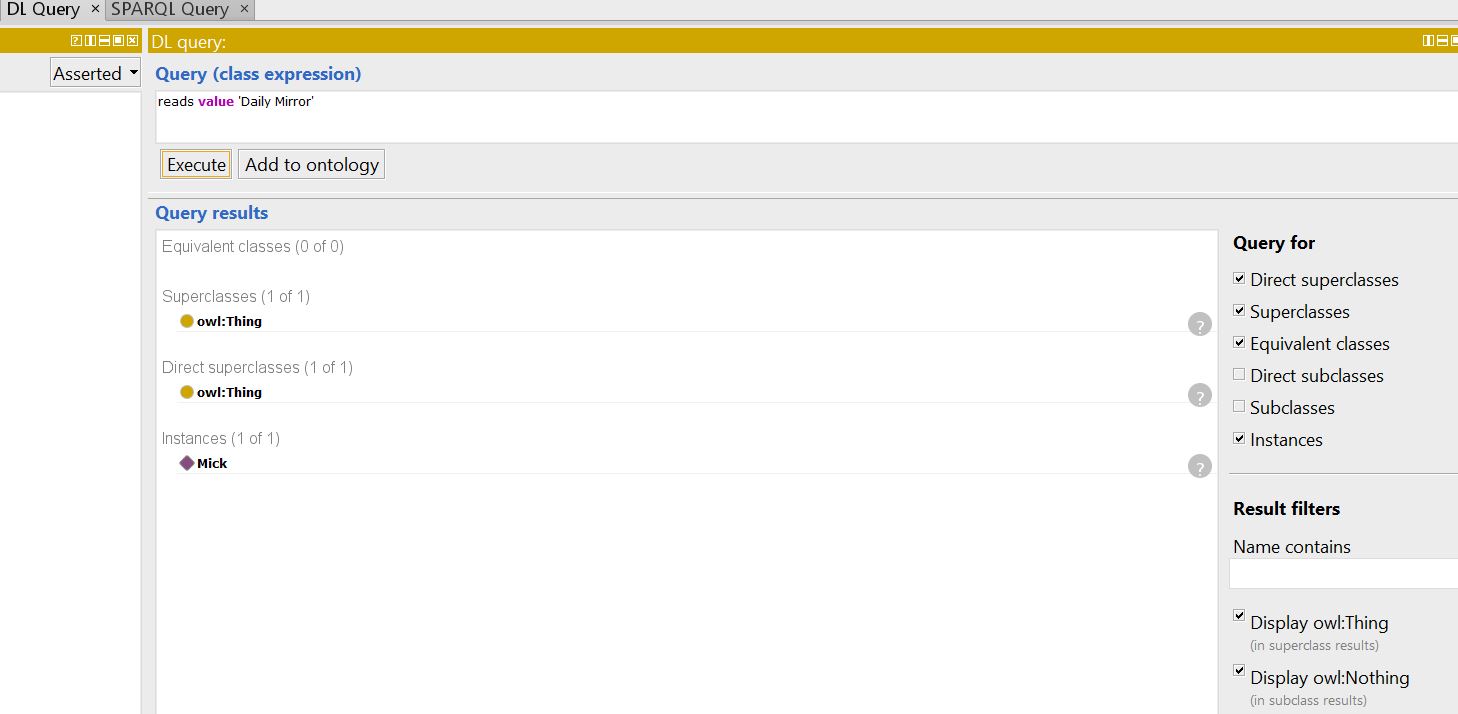 DL Query × SPARQL Query ×
DL query:
Asserted
Query (class expression)
reads value 'Daily Mirror'
Execute Add to ontology
Query results
Equivalent classes (0 of 0)
Superclasses (1 of 1)
owl:Thing
?
Direct superclasses (1 of 1)
owl:Thing
?
Instances (1 of 1)
Mick
?
Query for
Direct superclasses
Superclasses
Equivalent classes
Direct subclasses
Subclasses
Instances
Result filters
Name contains
Display owl:Thing
(in superclass results)
Display owl:Nothing
(in subclass results)